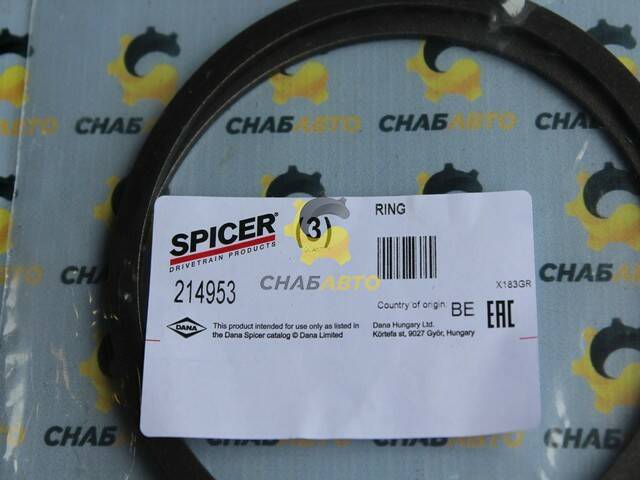 СНАБАВТО
СНАБАВТО
СНАБАВТО
SPICER®
DRIVETRAIN PRODUCTS
(3)
RING
СНАБАВТО
214953
X183GR
Country of origin: BE
EAC
DANA
This product intended for use only as listed in
the Dana Spicer catalog © Dana Limited
Dana Hungary Ltd.
Körtefa st, 9027 Győr, Hungary
СНАБАВТО
СНАБ
СНАБАВТО